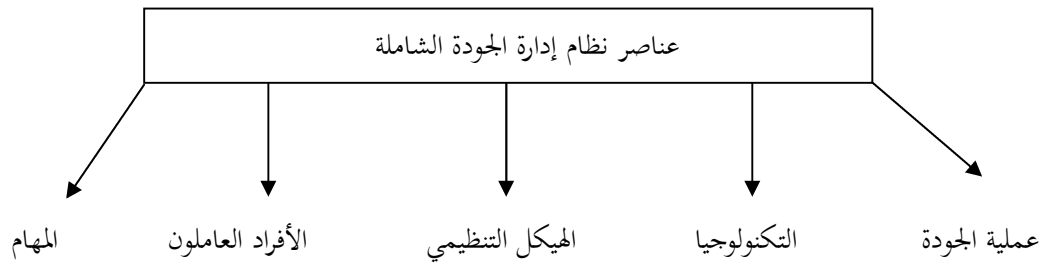 عناصر نظام إدارة الجودة الشاملة
عملية الجودة
التكنولوجيا
الهيكل التنظيمي
الأفراد العاملون
المهام